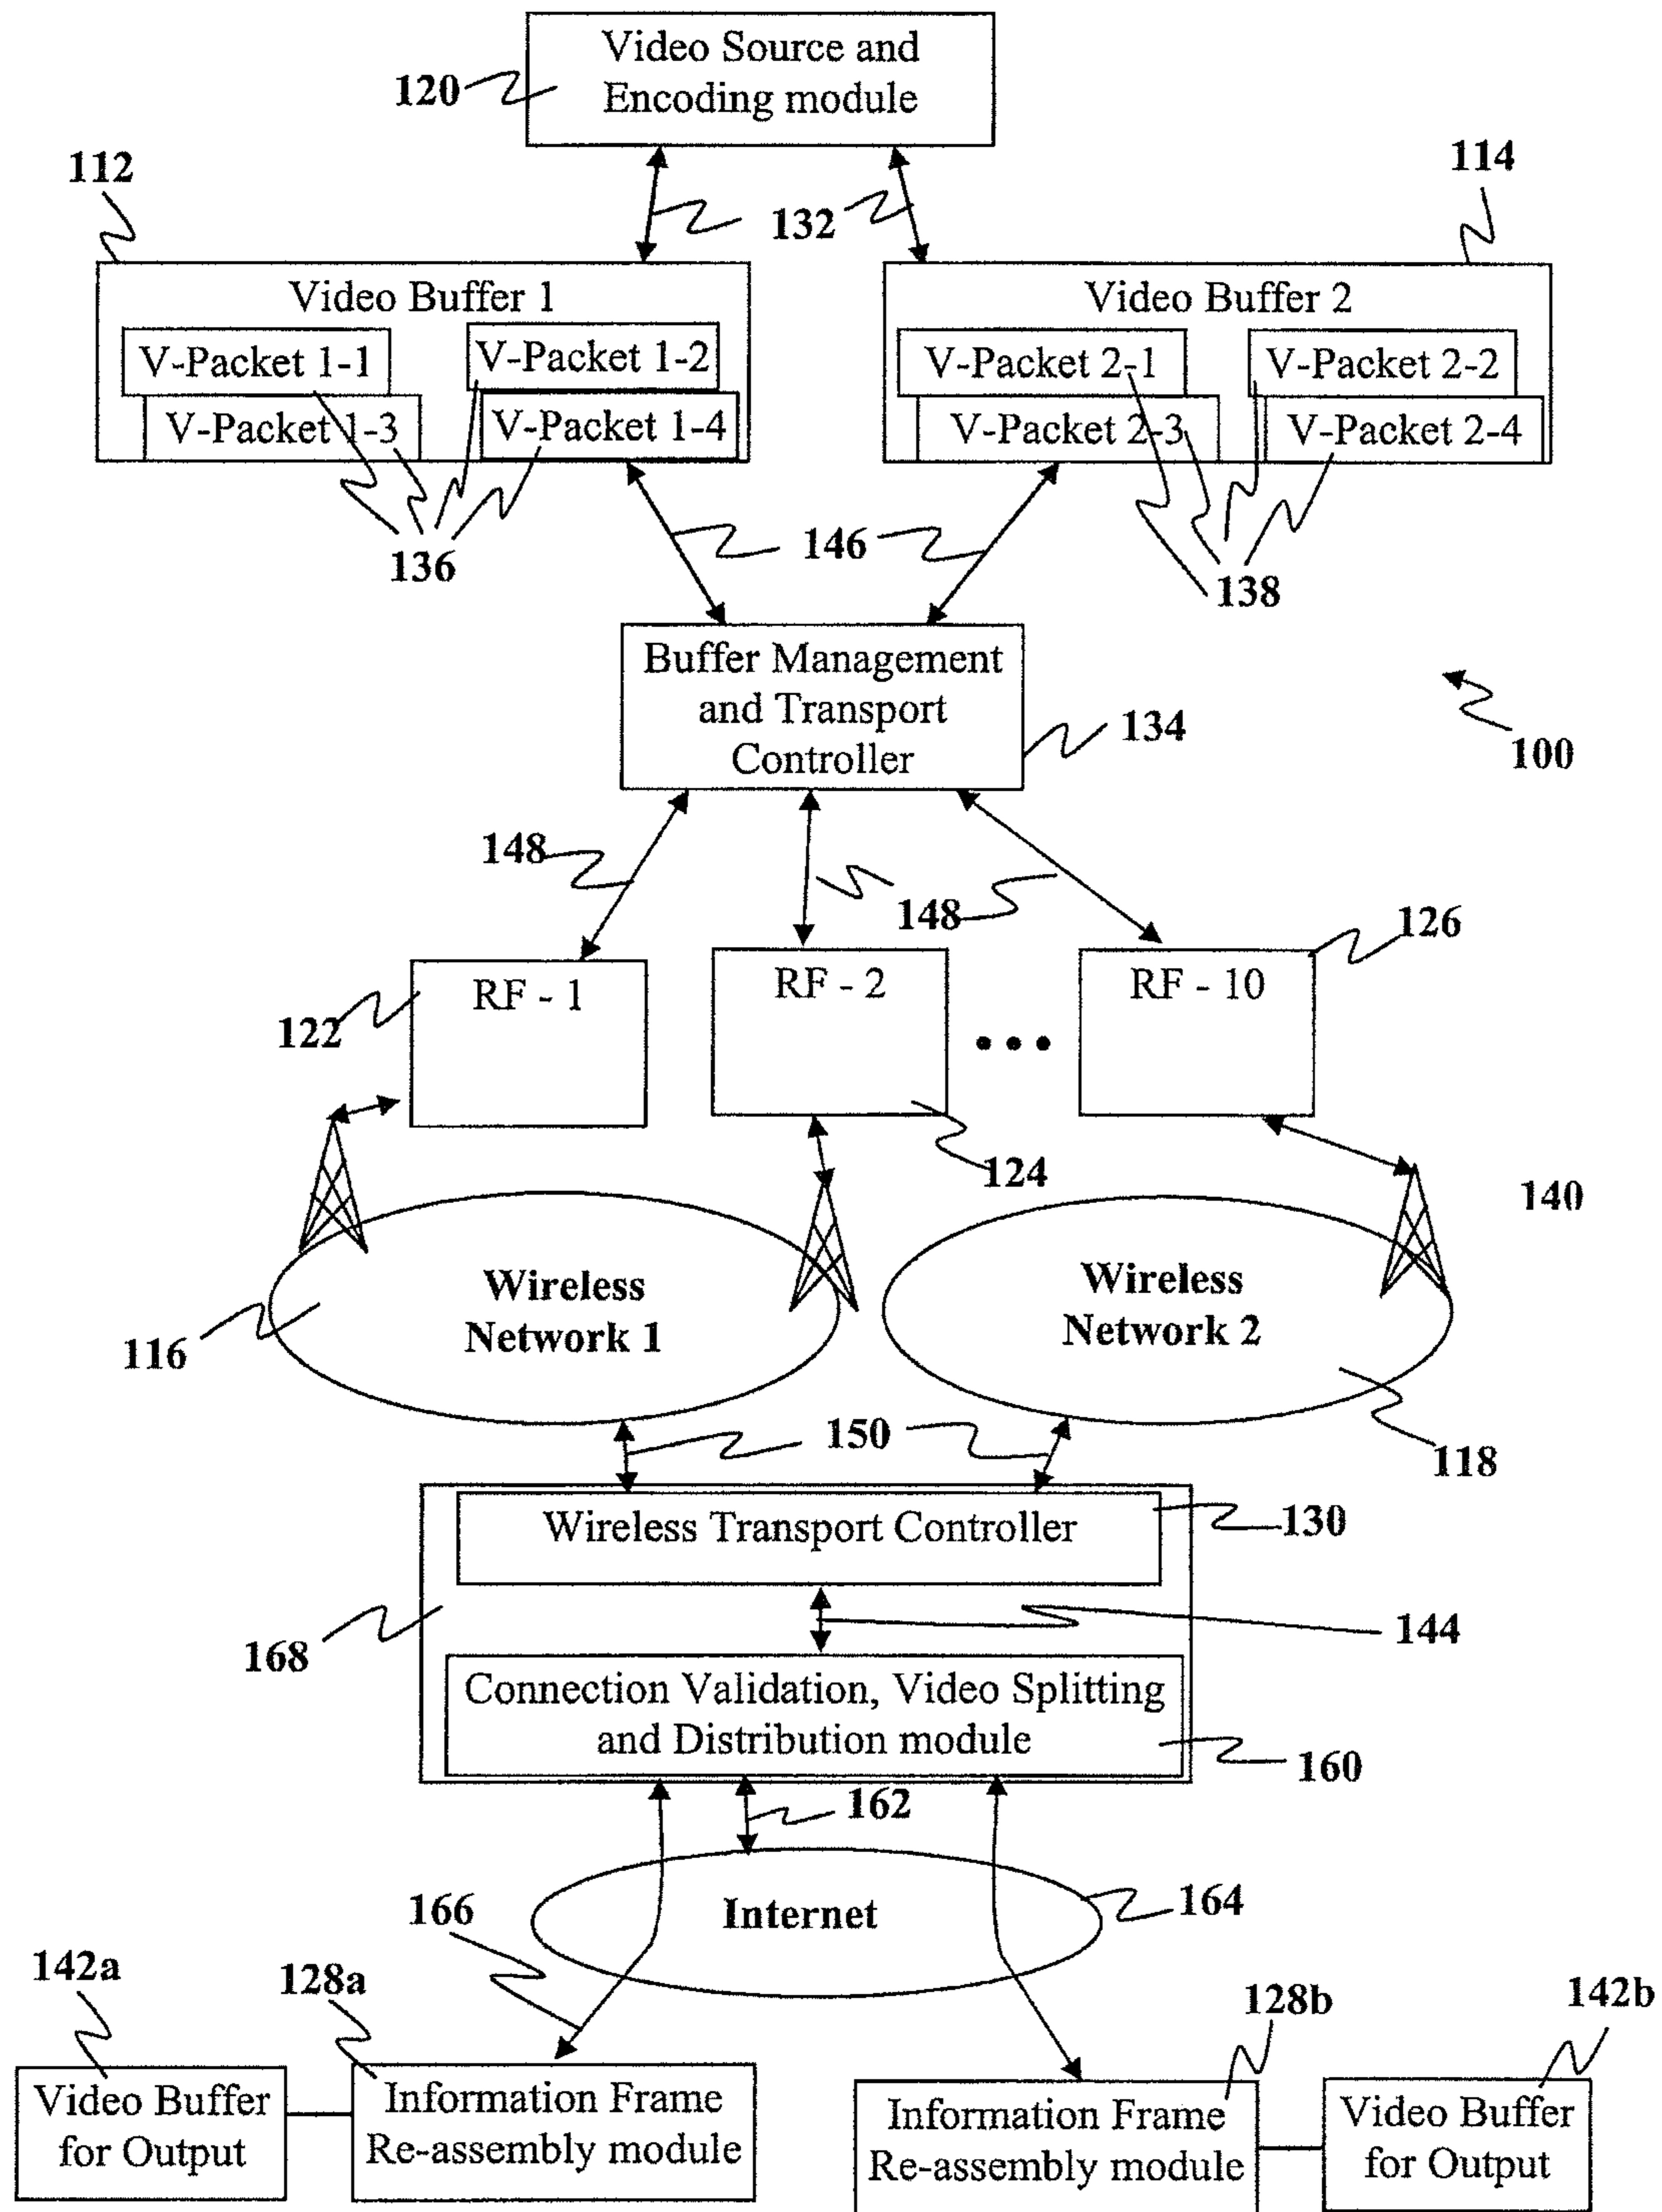 Video Source and
Encoding module
120
112
114
132
Video Buffer 1
Video Buffer 2
V-Packet 1-1
V-Packet 1-2
V-Packet 2-1
V-Packet 2-2
V-Packet 1-3
V-Packet 1-4
V-Packet 2-3
V-Packet 2-4
146
136
138
Buffer Management
and Transport
Controller
134
100
148
148
126
RF - 1
RF - 2
RF - 10
122
124
140
Wireless
Network 1
Wireless
Network 2
116
150
118
Wireless Transport Controller
130
168
144
Connection Validation, Video Splitting
and Distribution module
160
162
166
Internet
164
142a
128a
128b
142b
Video Buffer
for Output
Information Frame
Re-assembly module
Information Frame
Re-assembly module
Video Buffer
for Output